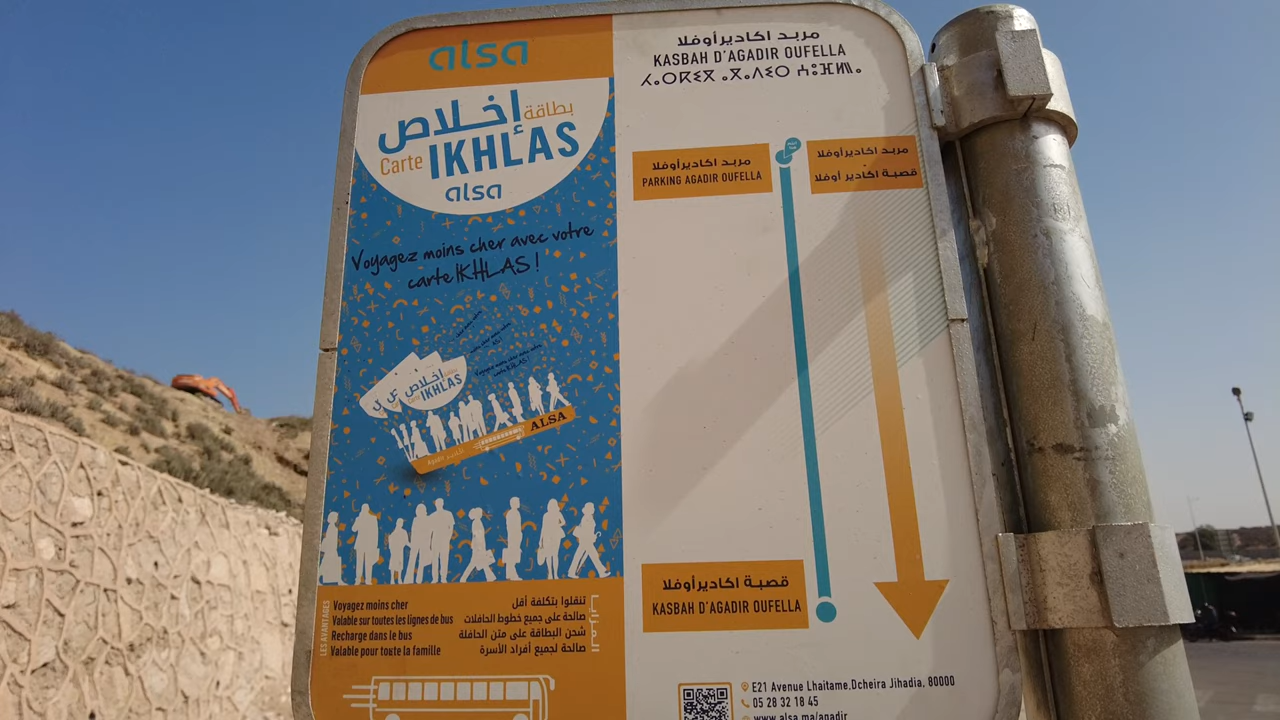 alsa
بطاقة
إخلاص
Carte IKHLAS
alsa
Voyagez moins cher avec votre
carte IKHLAS !
إخلاص
IKHLAS
ALSA
LES AVANTAGES
Voyagez moins cher
Valable sur toutes les lignes de bus
Recharge dans le bus
Valable pour toute la famille
المزايا
تنقلوا بتكلفة أقل
صالحة على جميع خطوط الحافلات
شحن البطاقة على متن الحافلة
صالحة لجميع أفراد الأسرة
مربد اكاديرأوفلا
KASBAH D'AGADIR OUFELLA
مربد اكاديرأوفلا
PARKING AGADIR OUFELLA
مربد اكاديرأوفلا
قصبة اكادير أوفلا
قصبة اكاديرأوفلا
KASBAH D'AGADIR OUFELLA
E21 Avenue Lhaitame,Dcheira Jihadia, 80000
05 28 32 18 45
www.alsa.ma/agadir